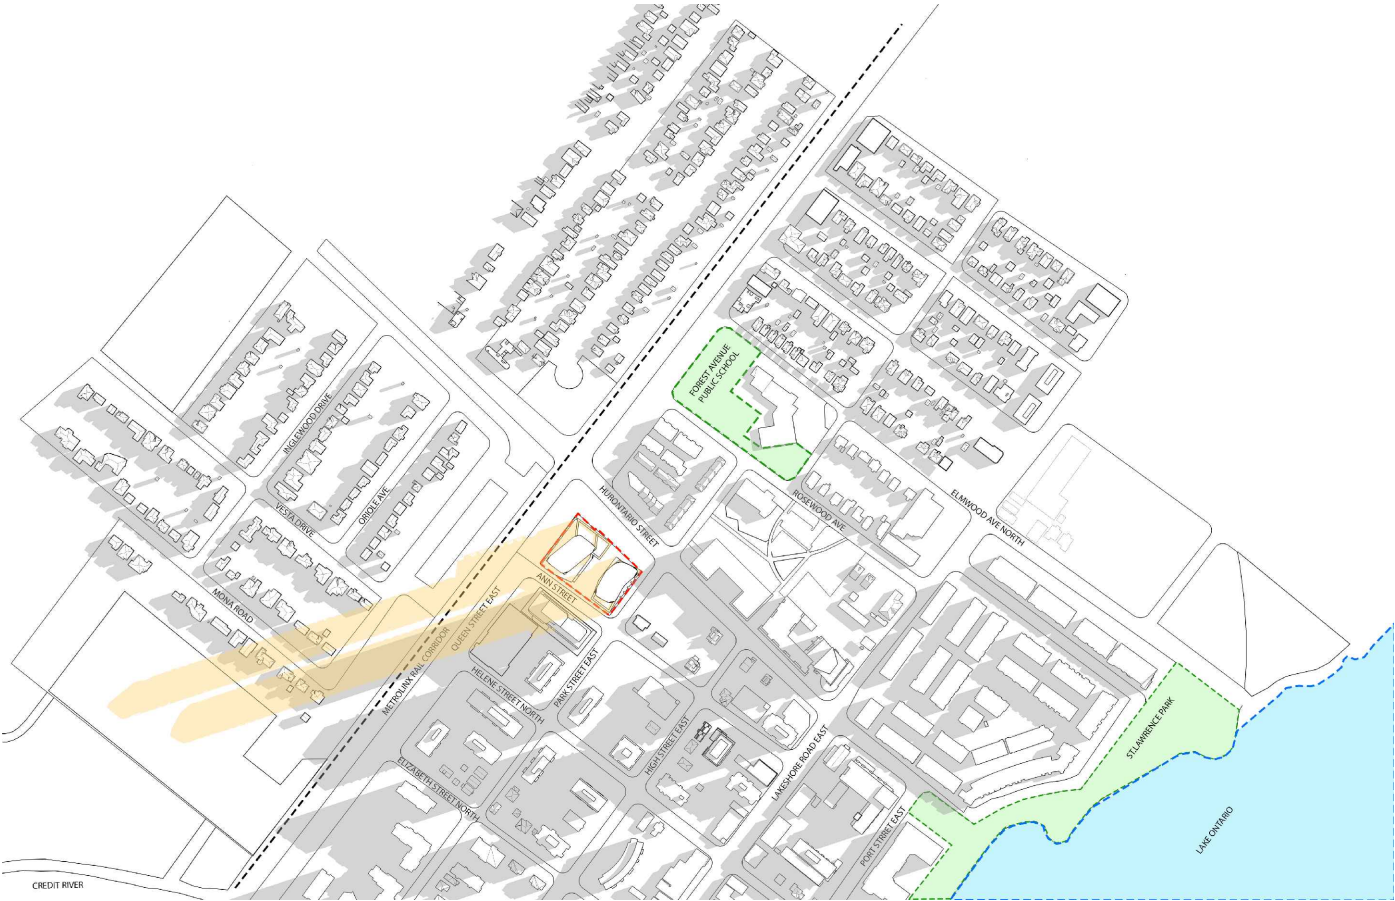 FOREST AVENUE
PUBLIC SCHOOL
INGLEWOOD DRIVE
ORIOLE AVE
VESTA DRIVE
HURONTARIO STREET
ROSEWOOD AVE
ELMWOOD AVE NORTH
ANN STREET
QUEEN STREET EAST
MONA ROAD
METROLINX RAIL CORRIDOR
HELENE STREET NORTH
PARK STREET EAST
HIGH STREET EAST
ELIZABETH STREET NORTH
LAKESHORE ROAD EAST
PORT STREET EAST
ST.LAWRENCE PARK
LAKE ONTARIO
CREDIT RIVER